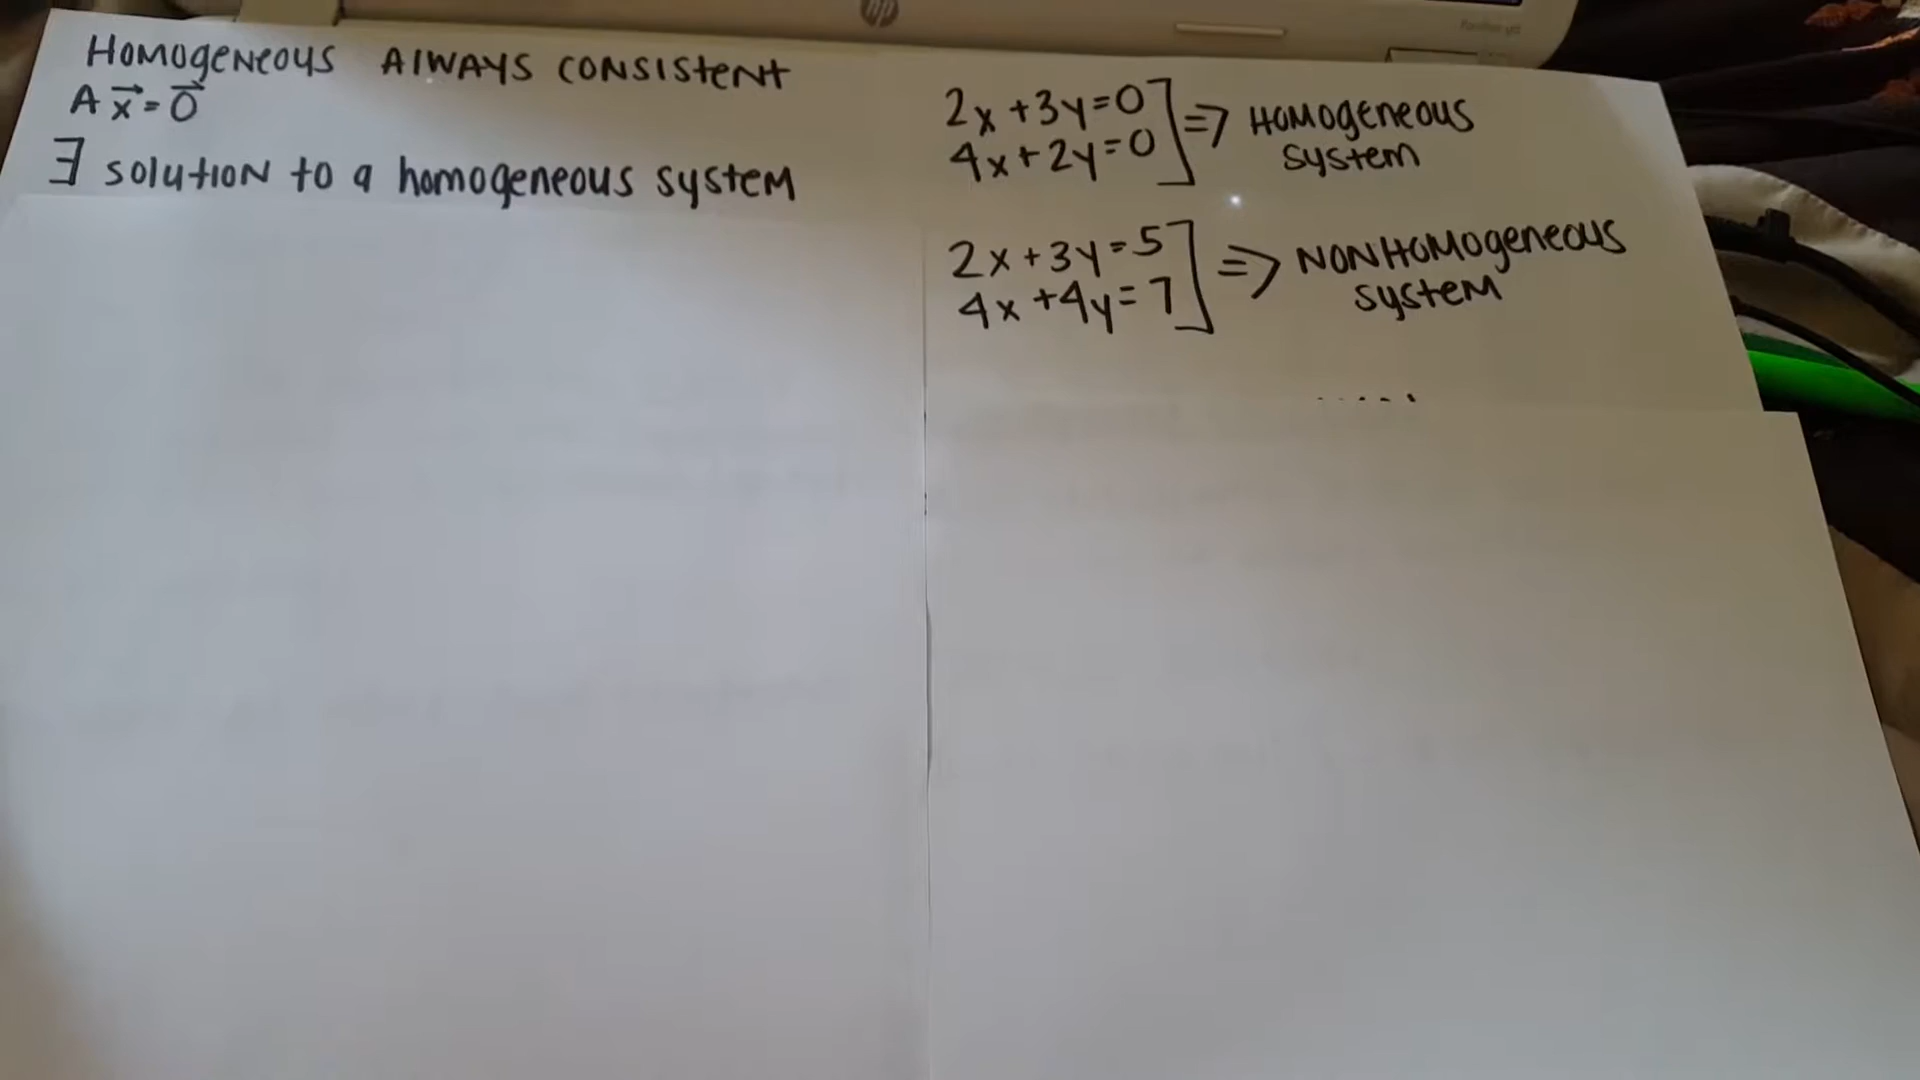 hp
HOMOGENEOUS AlWAYS CONSISTENT
A x⃗ = 0⃗
∃ solution to a homogeneous system
2x + 3y = 0
4x + 2y = 0
⇒ HOMOGENEOUS
system
2x + 3y = 5
4x + 4y = 7
⇒ NONHOMOGENEOUS
system